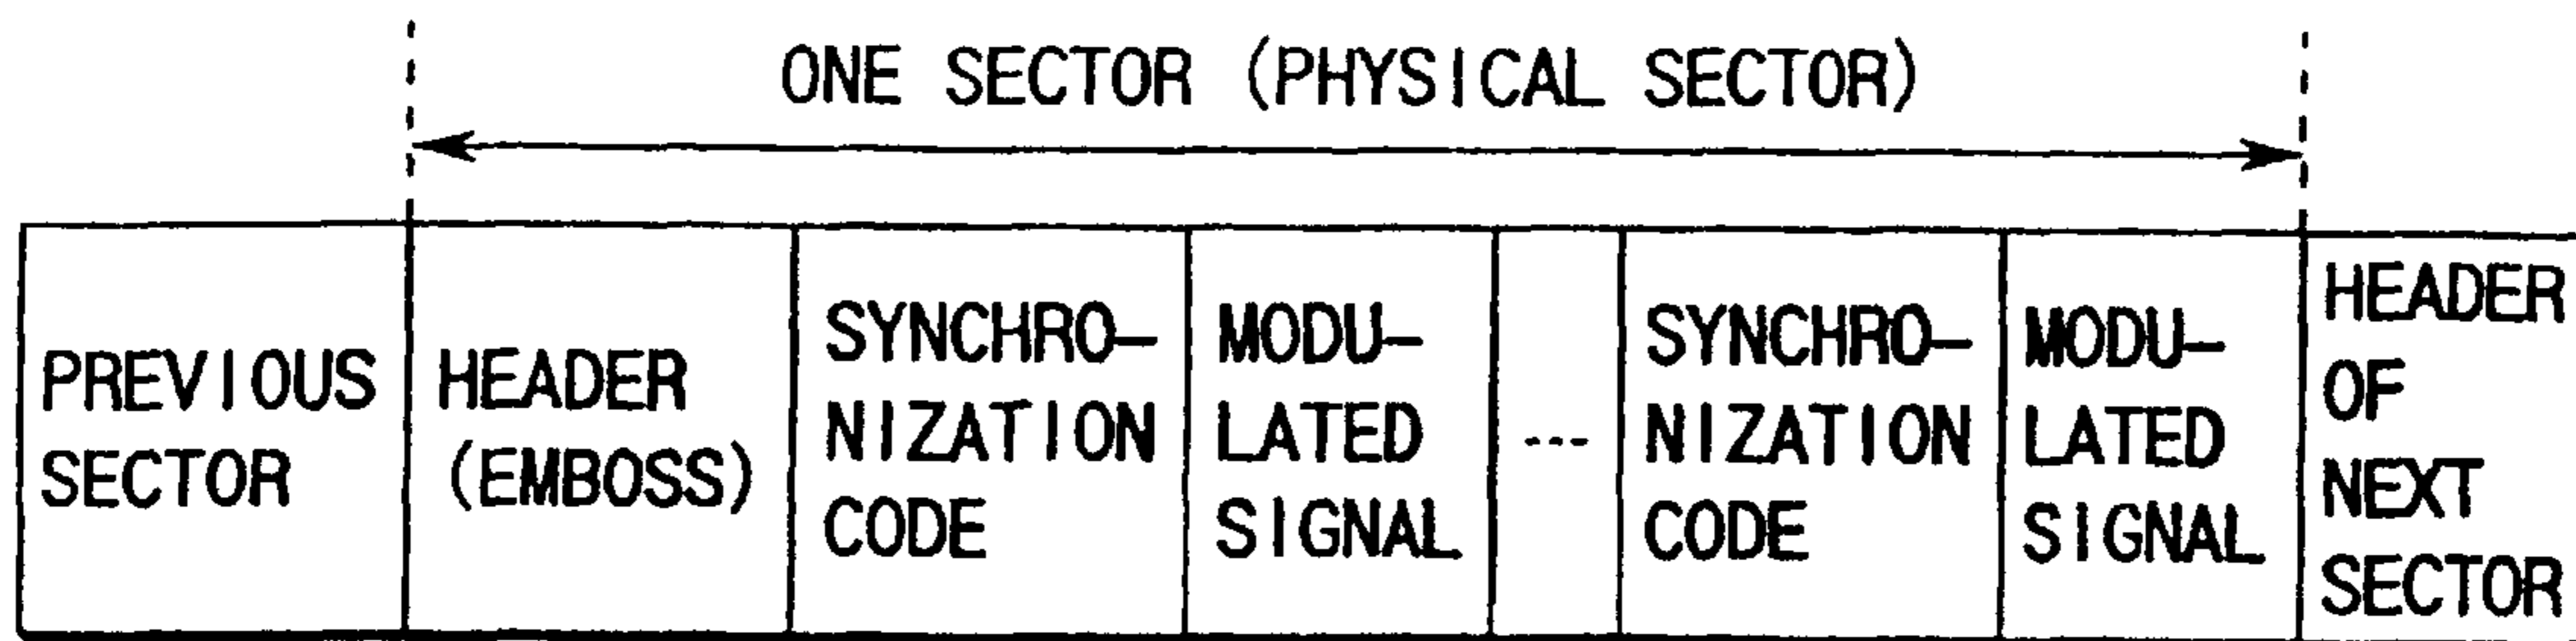 ONE SECTOR (PHYSICAL SECTOR)
PREVIOUS
SECTOR
HEADER
(EMBOSS)
SYNCHRO–
NIZATION
CODE
MODU–
LATED
SIGNAL
---
SYNCHRO–
NIZATION
CODE
MODU–
LATED
SIGNAL
HEADER
OF
NEXT
SECTOR